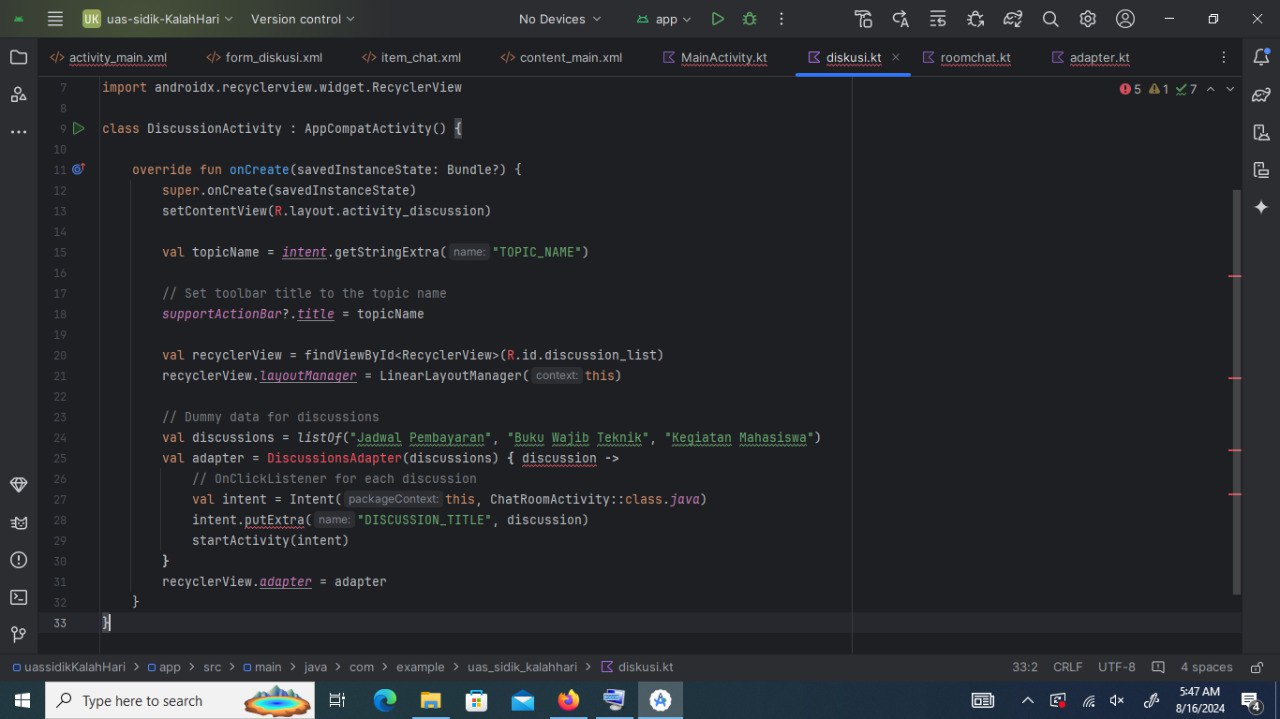 UK uas-sidik-KalahHari Version control No Devices app
activity_main.xml form_diskusi.xml item_chat.xml content_main.xml MainActivity.kt diskusi.kt roomchat.kt adapter.kt
7 import androidx.recyclerview.widget.RecyclerView 5 1 7
8
9 class DiscussionActivity : AppCompatActivity() {
10
11 override fun onCreate(savedInstanceState: Bundle?) {
12 super.onCreate(savedInstanceState)
13 setContentView(R.layout.activity_discussion)
14
15 val topicName = intent.getStringExtra( name: "TOPIC_NAME")
16
17 // Set toolbar title to the topic name
18 supportActionBar?.title = topicName
19
20 val recyclerView = findViewById<RecyclerView>(R.id.discussion_list)
21 recyclerView.layoutManager = LinearLayoutManager( context: this)
22
23 // Dummy data for discussions
24 val discussions = listOf("Jadwal Pembayaran", "Buku Wajib Teknik", "Kegiatan Mahasiswa")
25 val adapter = DiscussionsAdapter(discussions) { discussion ->
26 // OnClickListener for each discussion
27 val intent = Intent( packageContext: this, ChatRoomActivity::class.java)
28 intent.putExtra( name: "DISCUSSION_TITLE", discussion)
29 startActivity(intent)
30 }
31 recyclerView.adapter = adapter
32 }
33 }
uassidikKalahHari > app > src > main > java > com > example > uas_sidik_kalahhari > diskusi.kt 33:2 CRLF UTF-8 4 spaces
Type here to search 5:47 AM
8/16/2024 4